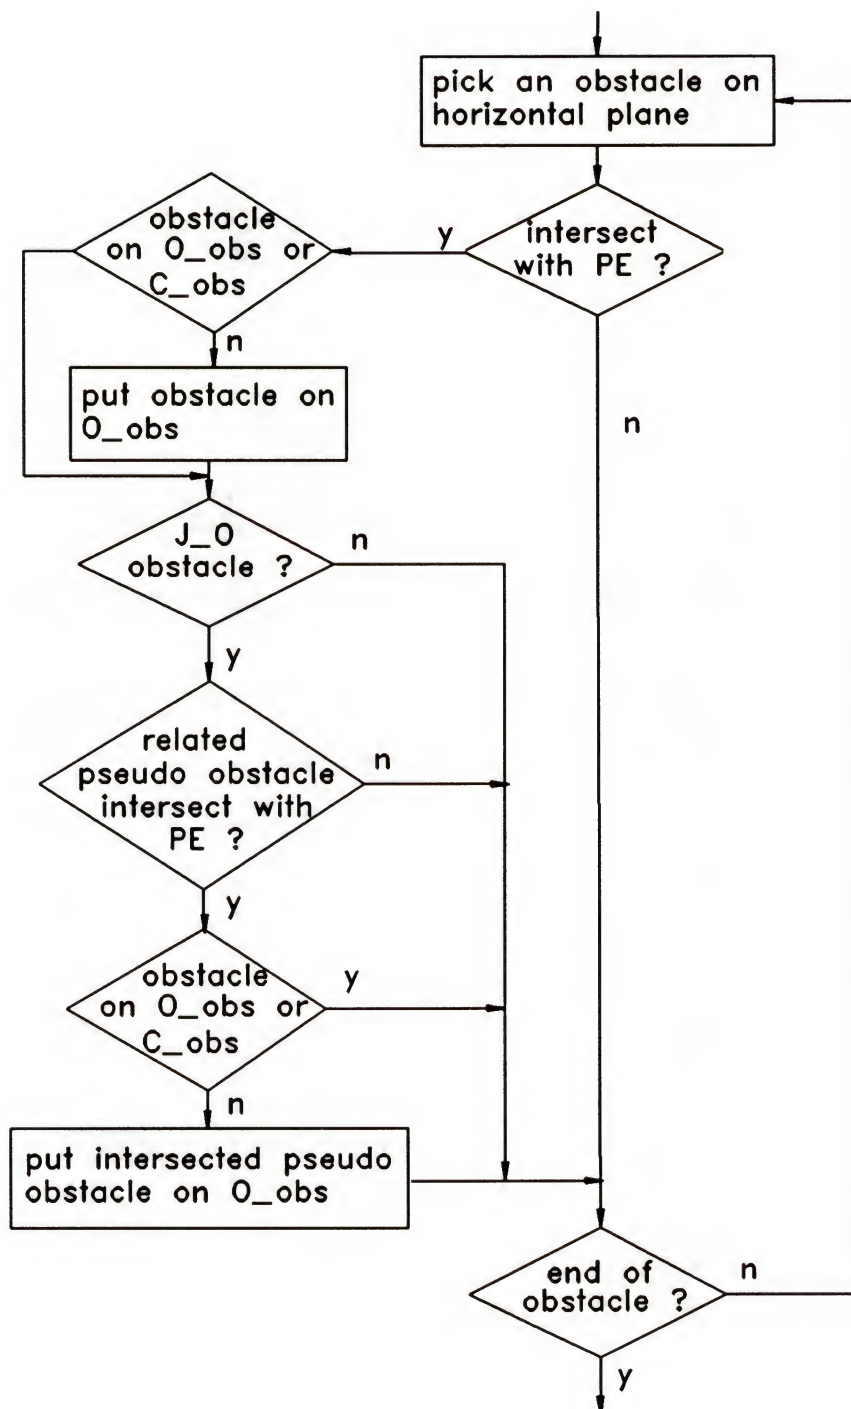 pick an obstacle on
horizontal plane
intersect
with PE ?
y
n
obstacle
on O_obs or
C_obs
n
put obstacle on
O_obs
J_O
obstacle ?
n
y
related
pseudo obstacle
intersect with
PE ?
n
y
obstacle
on O_obs or
C_obs
y
n
put intersected pseudo
obstacle on O_obs
end of
obstacle ?
n
y